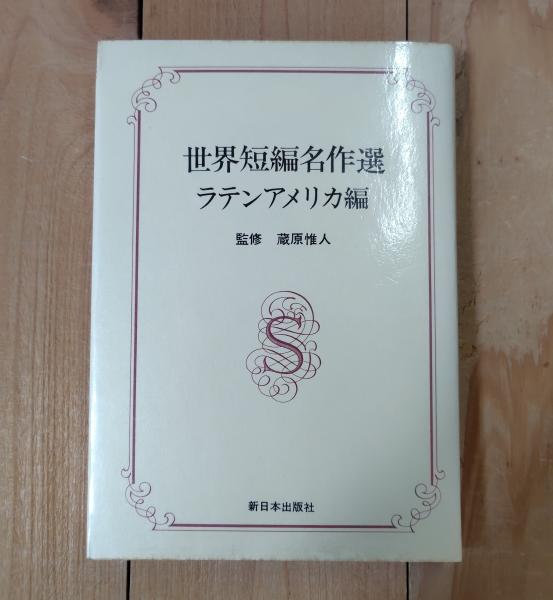 世界短編名作選
ラテンアメリカ編
監修 蔵原惟人
S
新日本出版社